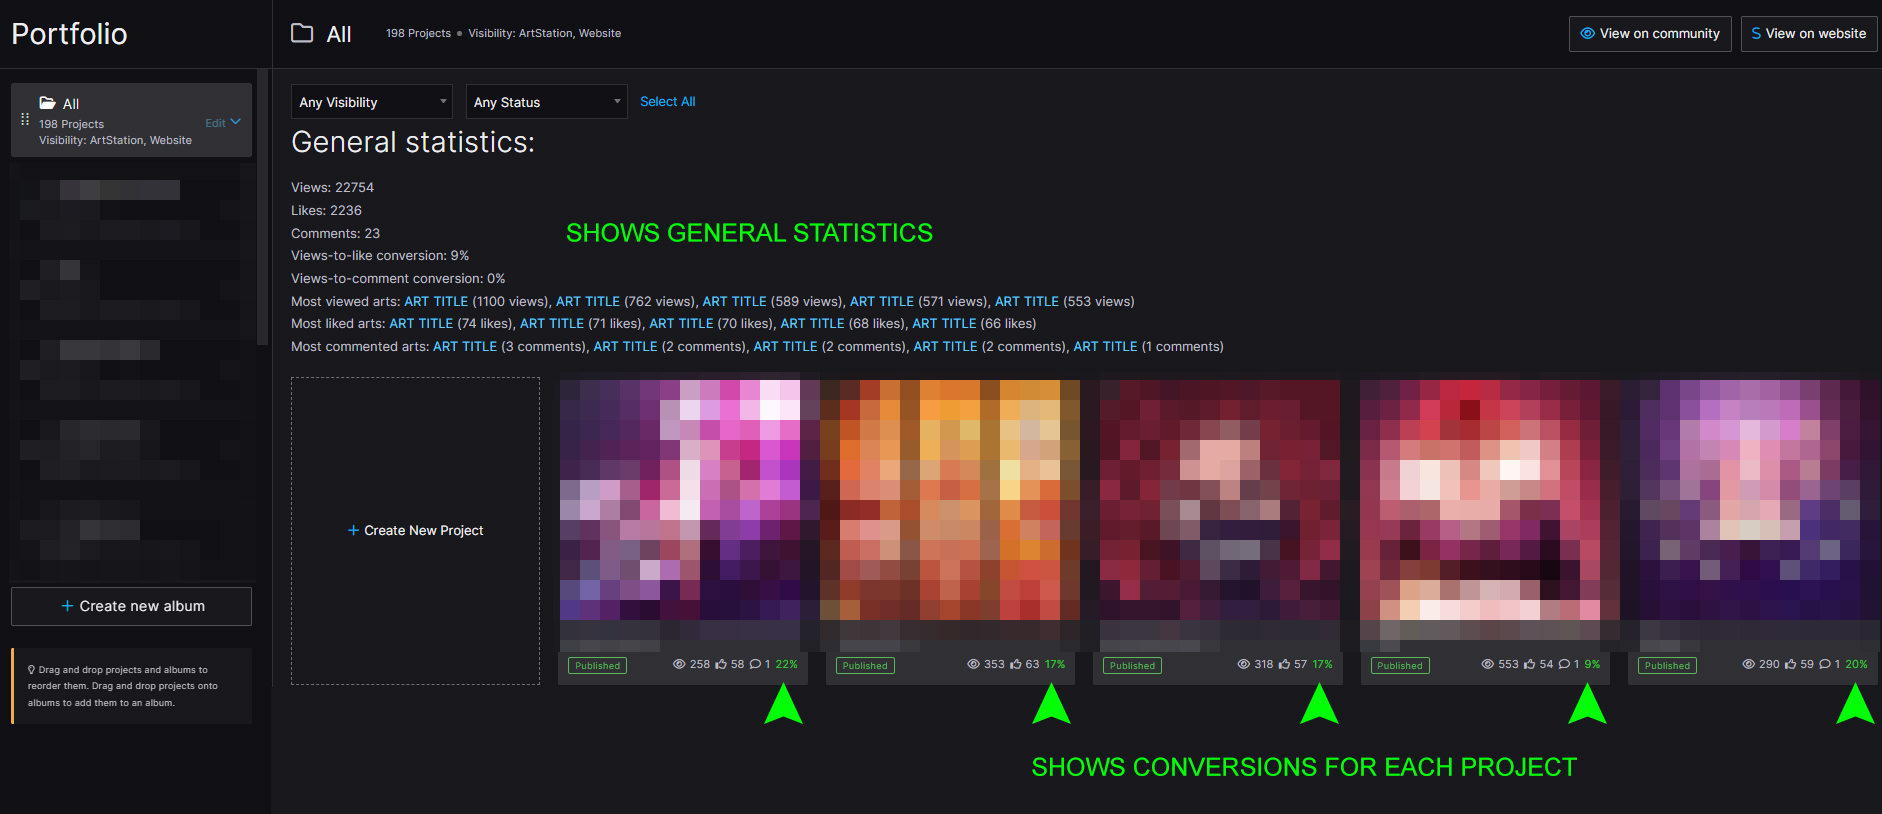 Portfolio
All
198 Projects
Edit
Visibility: ArtStation, Website
+ Create new album
Drag and drop projects and albums to
reorder them. Drag and drop projects onto
albums to add them to an album.
All 198 Projects • Visibility: ArtStation, Website
View on community
View on website
Any Visibility
Any Status
Select All
General statistics:
Views: 22754
Likes: 2236
Comments: 23
Views-to-like conversion: 9%
Views-to-comment conversion: 0%
Most viewed arts: ART TITLE (1100 views), ART TITLE (762 views), ART TITLE (589 views), ART TITLE (571 views), ART TITLE (553 views)
Most liked arts: ART TITLE (74 likes), ART TITLE (71 likes), ART TITLE (70 likes), ART TITLE (68 likes), ART TITLE (66 likes)
Most commented arts: ART TITLE (3 comments), ART TITLE (2 comments), ART TITLE (2 comments), ART TITLE (2 comments), ART TITLE (1 comments)
SHOWS GENERAL STATISTICS
+ Create New Project
Published 258 58 1 22%
Published 353 63 17%
Published 318 57 17%
Published 553 54 1 9%
Published 290 59 1 20%
SHOWS CONVERSIONS FOR EACH PROJECT